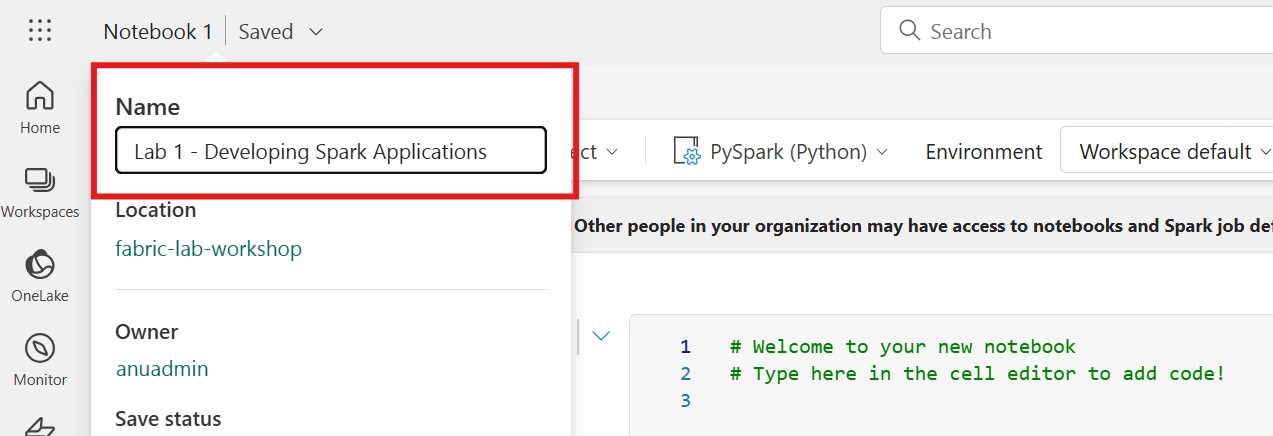 Notebook 1 Saved
Search
Home
Workspaces
OneLake
Monitor
Name
Lab 1 - Developing Spark Applications
Location
fabric-lab-workshop
Owner
anuadmin
Save status
PySpark (Python) Environment Workspace default
Other people in your organization may have access to notebooks and Spark job
1 # Welcome to your new notebook
2 # Type here in the cell editor to add code!
3